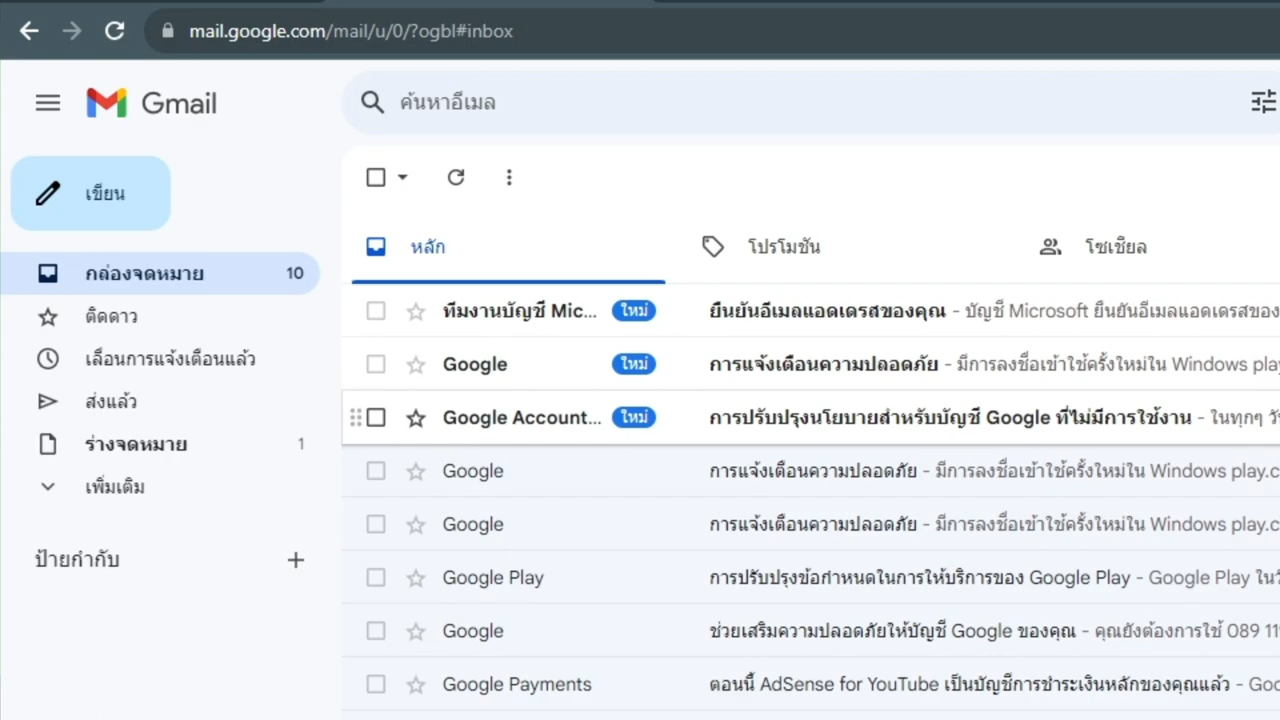 mail.google.com/mail/u/0/?ogbl#inbox
Gmail
ค้นหาอีเมล
เขียน
กล่องจดหมาย 10
ติดดาว
เลื่อนการแจ้งเตือนแล้ว
ส่งแล้ว
ร่างจดหมาย 1
เพิ่มเติม
ป้ายกำกับ
หลัก โปรโมชัน โซเชียล
ทีมงานบัญชี Mic... ใหม่ ยืนยันอีเมลแอดเดรสของคุณ - บัญชี Microsoft ยืนยันอีเมลแอดเดรสของ
Google ใหม่ การแจ้งเตือนความปลอดภัย - มีการลงชื่อเข้าใช้ครั้งใหม่ใน Windows play
Google Account... ใหม่ การปรับปรุงนโยบายสำหรับบัญชี Google ที่ไม่มีการใช้งาน - ในทุกๆ วั
Google การแจ้งเตือนความปลอดภัย - มีการลงชื่อเข้าใช้ครั้งใหม่ใน Windows play.c
Google การแจ้งเตือนความปลอดภัย - มีการลงชื่อเข้าใช้ครั้งใหม่ใน Windows play.c
Google Play การปรับปรุงข้อกำหนดในการให้บริการของ Google Play - Google Play ในวั
Google ช่วยเสริมความปลอดภัยให้บัญชี Google ของคุณ - คุณยังต้องการใช้ 089 11
Google Payments ตอนนี้ AdSense for YouTube เป็นบัญชีการชำระเงินหลักของคุณแล้ว - Goo